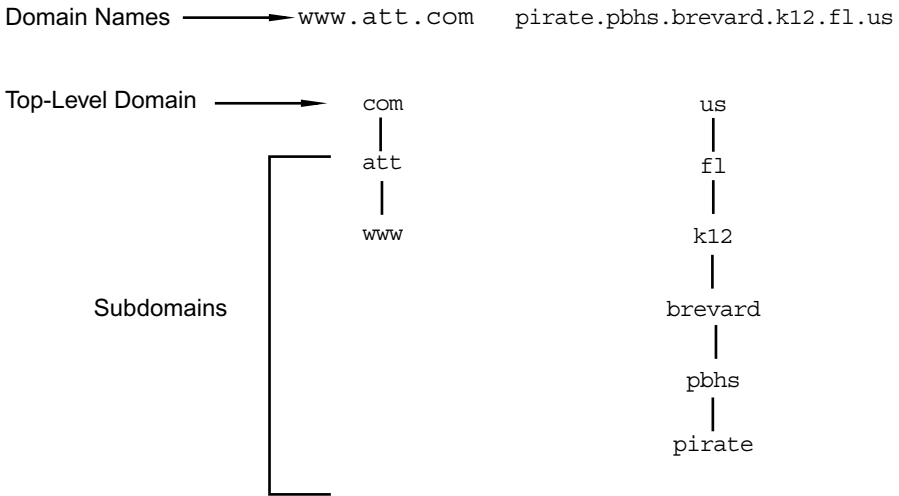 Domain Names www.att.com pirate.pbhs.brevard.k12.fl.us
Top-Level Domain com us
att fl
www k12
Subdomains brevard
pbhs
pirate